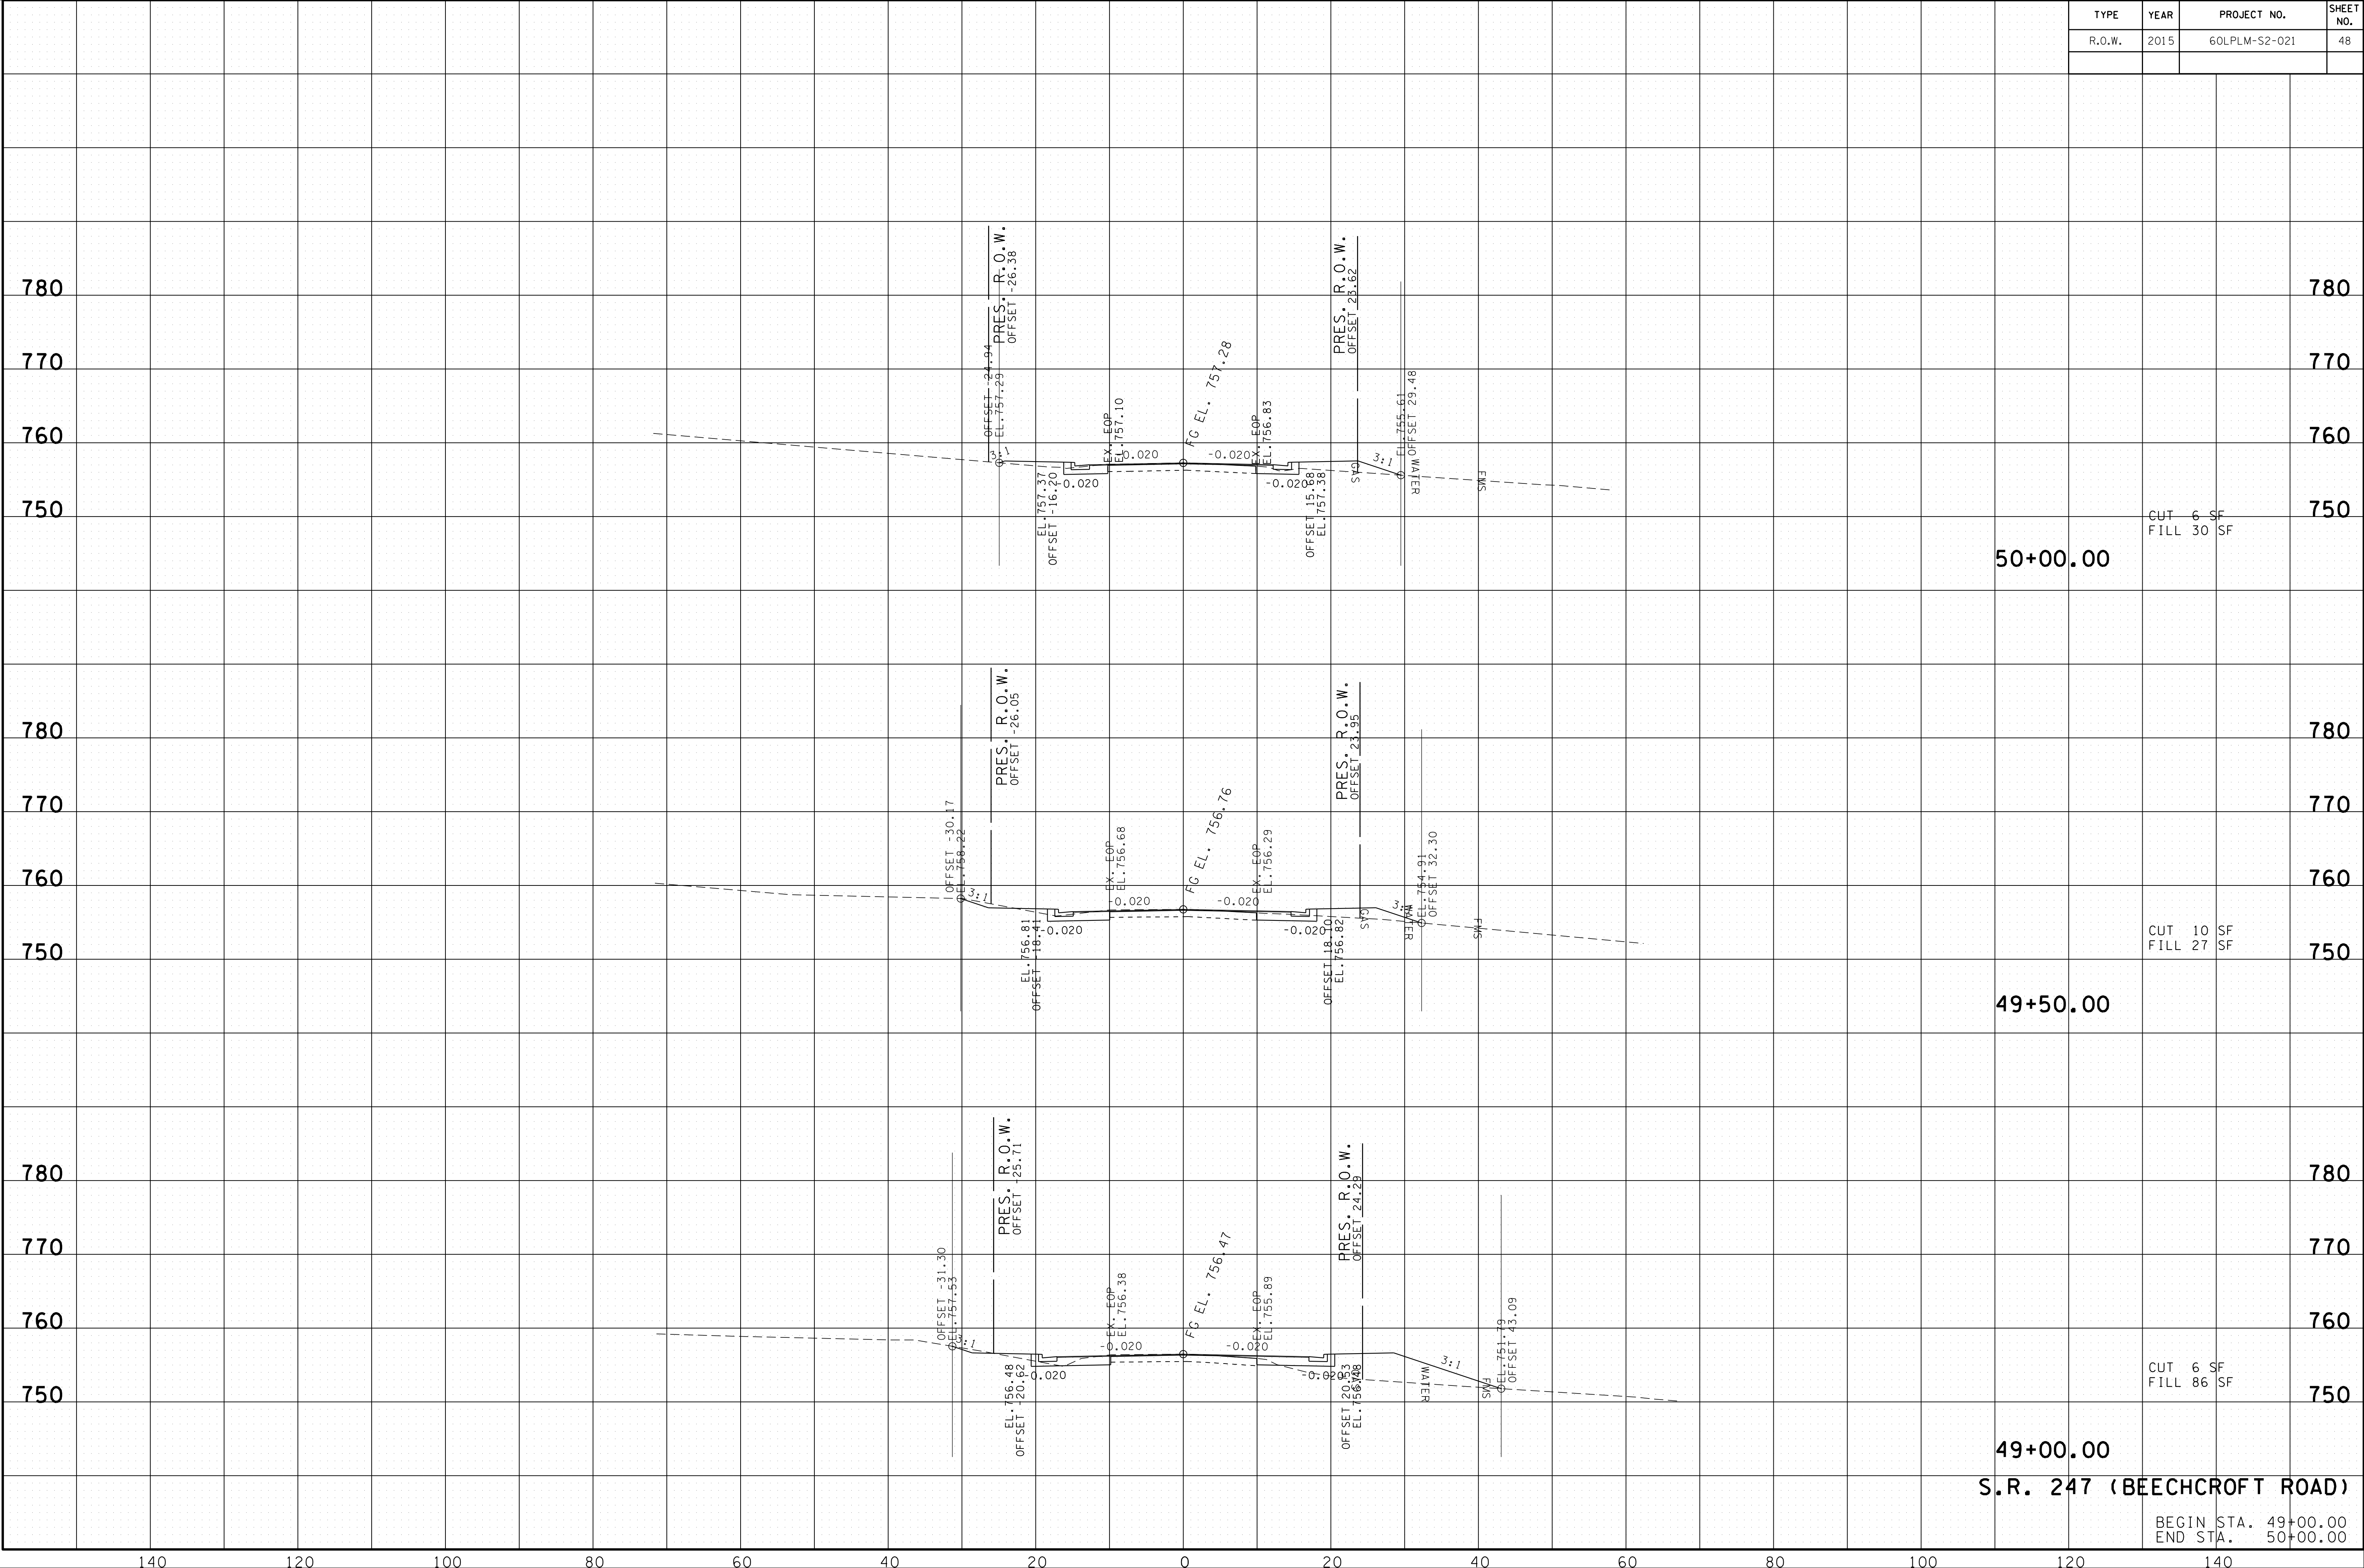 TYPE YEAR PROJECT NO. SHEET NO.
R.O.W. 2015 60LPLM-S2-021 48
780 780
770 770
760 760
750 750
PRES. R.O.W.
OFFSET -26.38
OFFSET -24.94
EL.757.29
3:1
EX. EOP
EL.757.10
-0.020
FG EL. 757.28
-0.020
EX. EOP
EL.756.83
PRES. R.O.W.
OFFSET 23.62
EL.755.61
OFFSET 29.48
3:1
GAS
WATER
FMS
EL.757.37
OFFSET -16.20
-0.020
-0.020
OFFSET 15.68
EL.757.38
CUT 6 SF
FILL 30 SF
50+00.00
780 780
770 770
760 760
750 750
PRES. R.O.W.
OFFSET -26.05
OFFSET -30.17
EL.758.22
3:1
EX. EOP
EL.756.68
-0.020
FG EL. 756.76
-0.020
EX. EOP
EL.756.29
PRES. R.O.W.
OFFSET 23.95
EL.754.91
OFFSET 32.30
3:1
GAS
WATER
FMS
EL.756.81
OFFSET -18.41
-0.020
-0.020
OFFSET 18.10
EL.756.82
CUT 10 SF
FILL 27 SF
49+50.00
780 780
770 770
760 760
750 750
PRES. R.O.W.
OFFSET -25.71
OFFSET -31.30
EL.757.53
3:1
EX. EOP
EL.756.38
-0.020
FG EL. 756.47
-0.020
EX. EOP
EL.755.89
PRES. R.O.W.
OFFSET 24.29
EL.751.79
OFFSET 43.09
3:1
WATER
FMS
EL.756.48
OFFSET -20.62
-0.020
-0.020
OFFSET 20.53
EL.756.48
CUT 6 SF
FILL 86 SF
49+00.00
S.R. 247 (BEECHCROFT ROAD)
BEGIN STA. 49+00.00
END STA. 50+00.00
140 120 100 80 60 40 20 0 20 40 60 80 100 120 140